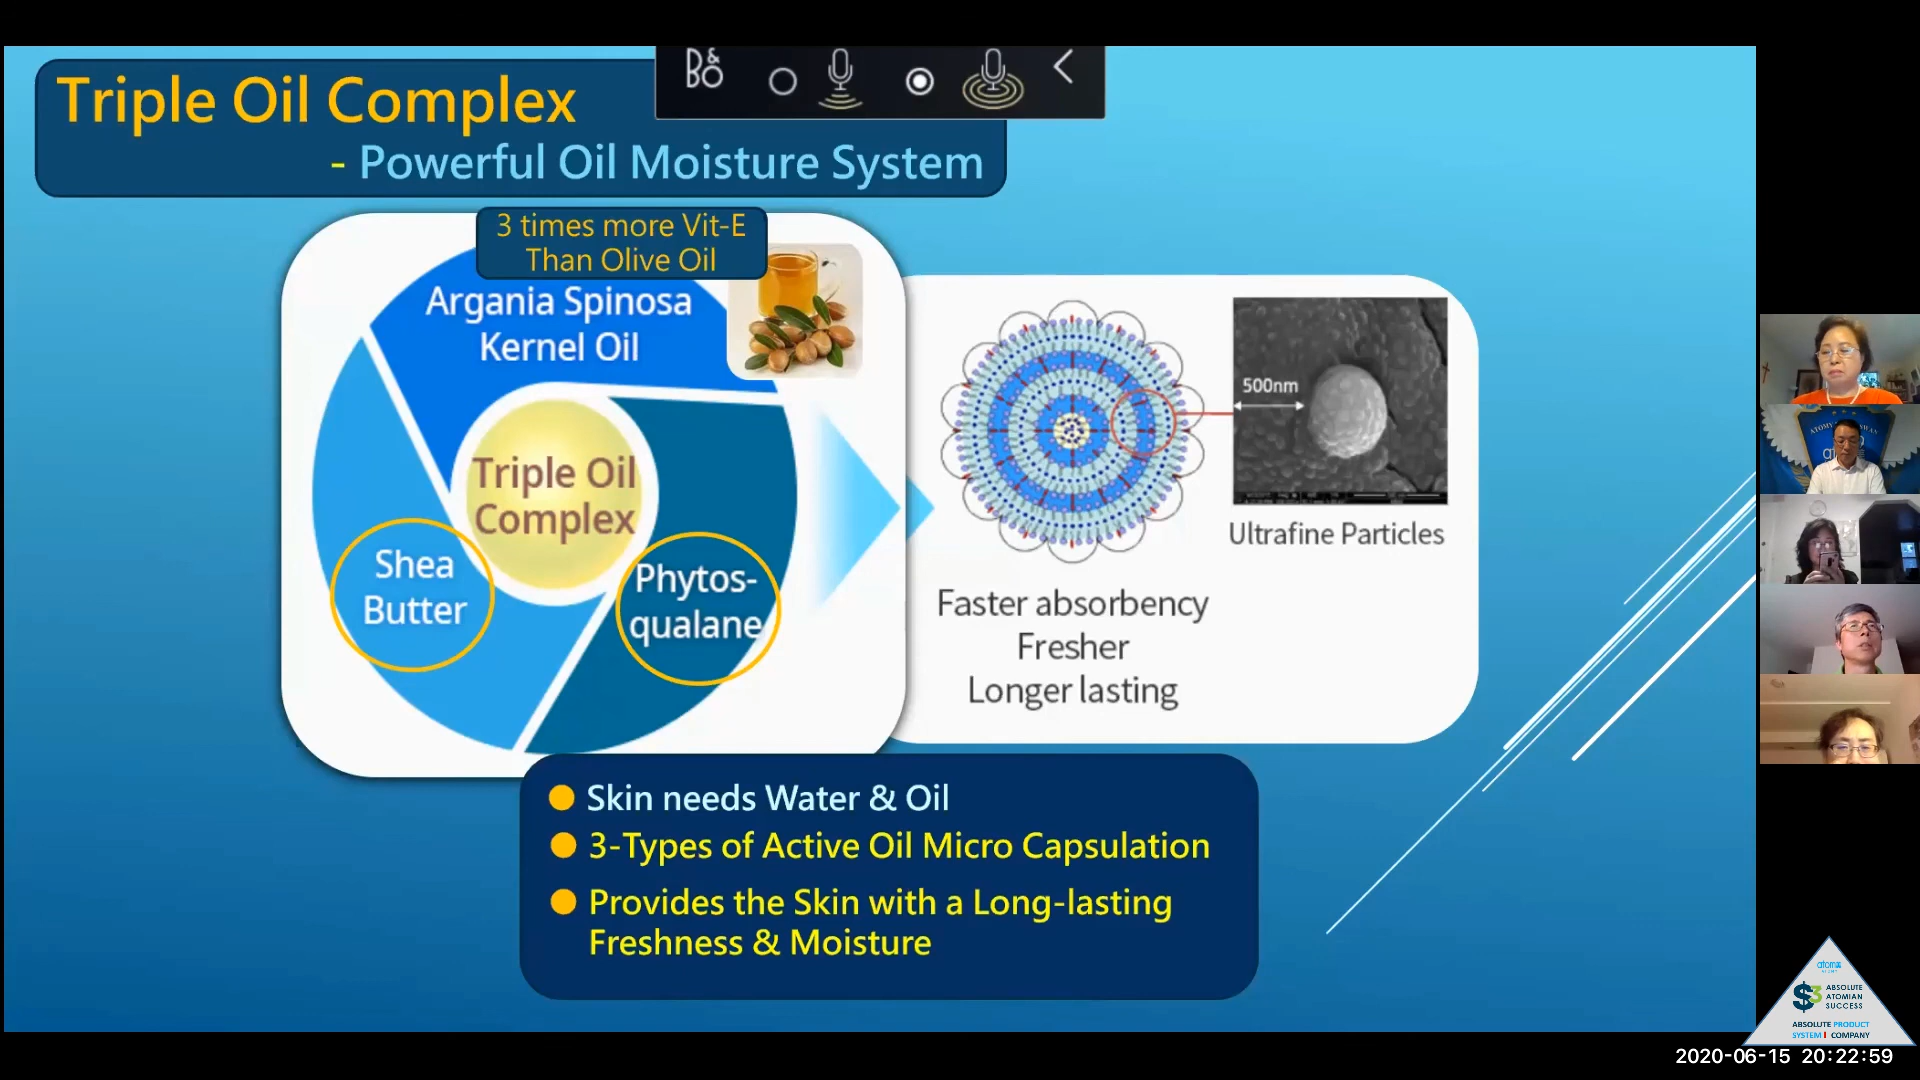 B&O
Triple Oil Complex
- Powerful Oil Moisture System
3 times more Vit-E
Than Olive Oil
Argania Spinosa
Kernel Oil
Triple Oil
Complex
Shea
Butter
Phytos-
qualane
500nm
Ultrafine Particles
Faster absorbency
Fresher
Longer lasting
Skin needs Water & Oil
3-Types of Active Oil Micro Capsulation
Provides the Skin with a Long-lasting
Freshness & Moisture
atomy
$3 ABSOLUTE
ATOMIAN
SUCCESS
ABSOLUTE PRODUCT
SYSTEM COMPANY
2020-06-15 20:22:59